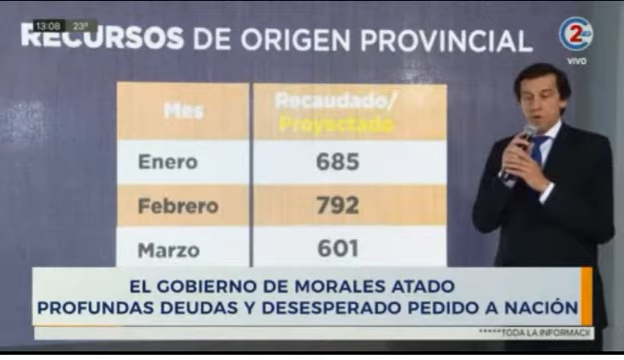 13:08 23°
RECURSOS DE ORIGEN PROVINCIAL
2
VIVO
Mes
Recaudado/
Proyectado
Enero 685
Febrero 792
Marzo 601
EL GOBIERNO DE MORALES ATADO
PROFUNDAS DEUDAS Y DESESPERADO PEDIDO A NACIÓN
*****TODA LA INFORMACI